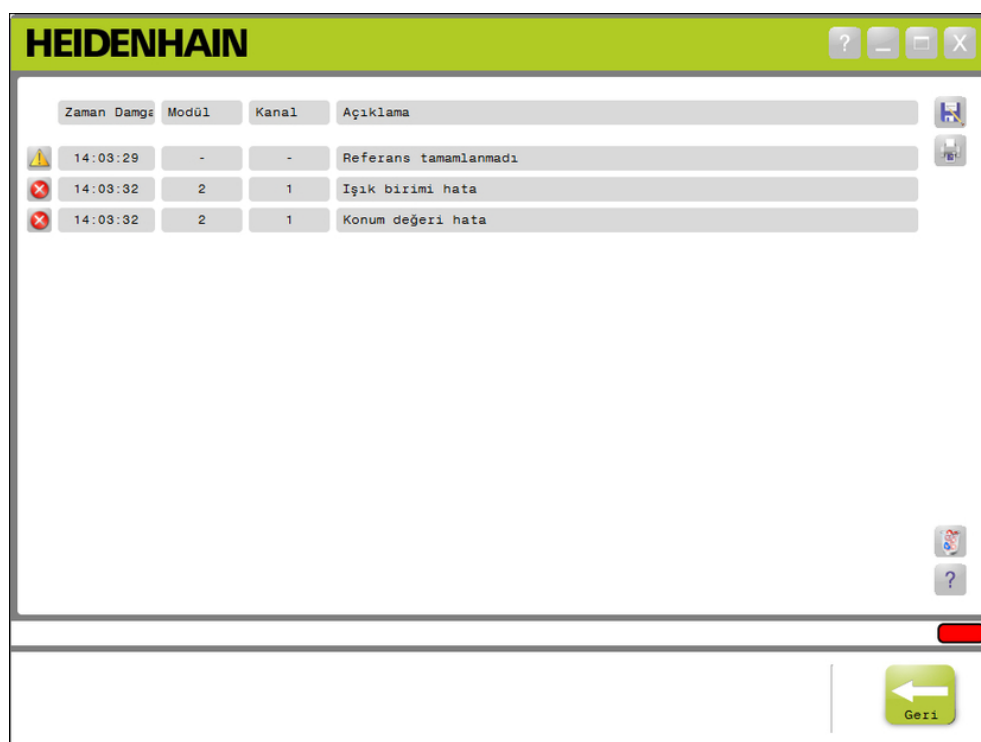 HEIDENHAIN
Zaman Damga Modül Kanal Açıklama
14:03:29 - - Referans tamamlanmadı
14:03:32 2 1 Işık birimi hata
14:03:32 2 1 Konum değeri hata
?
Geri